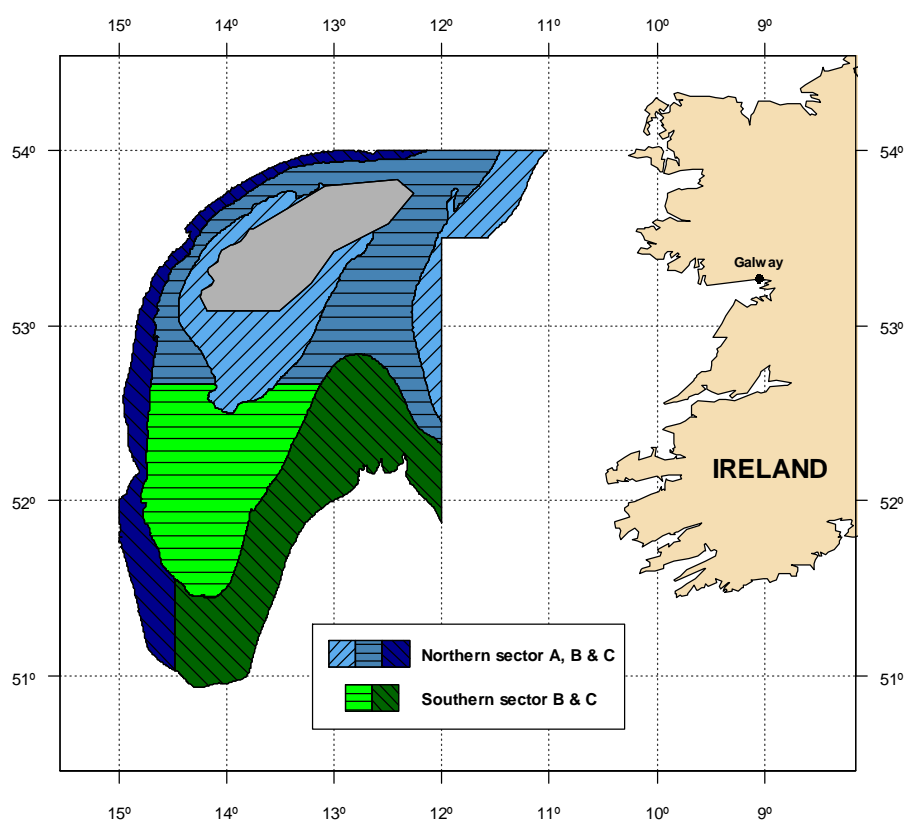 15º 14º 13º 12º 11º 10º 9º
54º 54º
Galway
53º 53º
IRELAND
52º 52º
Northern sector A, B & C
51º 51º
Southern sector B & C
15º 14º 13º 12º 11º 10º 9º